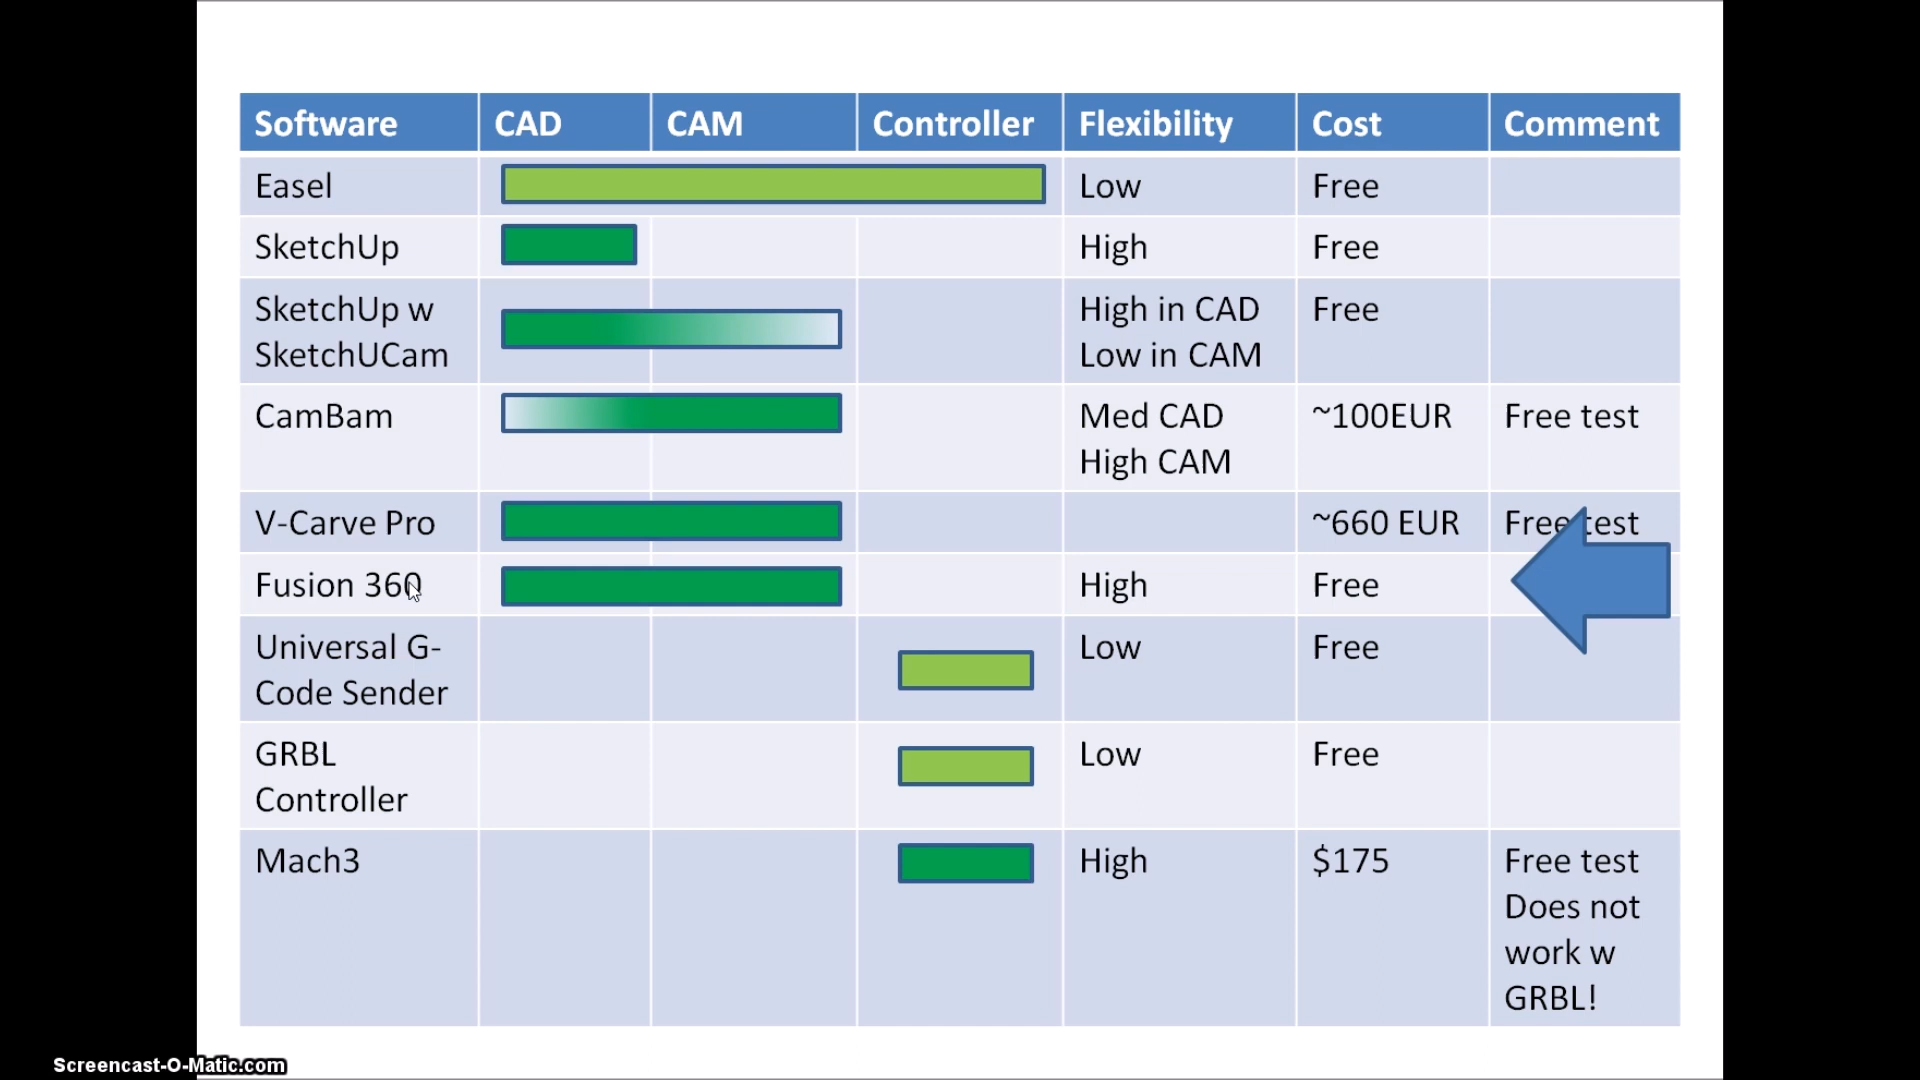 Software CAD CAM Controller Flexibility Cost Comment
Easel Low Free
SketchUp High Free
SketchUp w High in CAD Free
SketchUCam Low in CAM
CamBam Med CAD ~100EUR Free test
High CAM
V-Carve Pro ~660 EUR Free test
Fusion 360 High Free
Universal G- Low Free
Code Sender
GRBL Low Free
Controller
Mach3 High $175 Free test
Does not
work w
GRBL!
Screencast-O-Matic.com